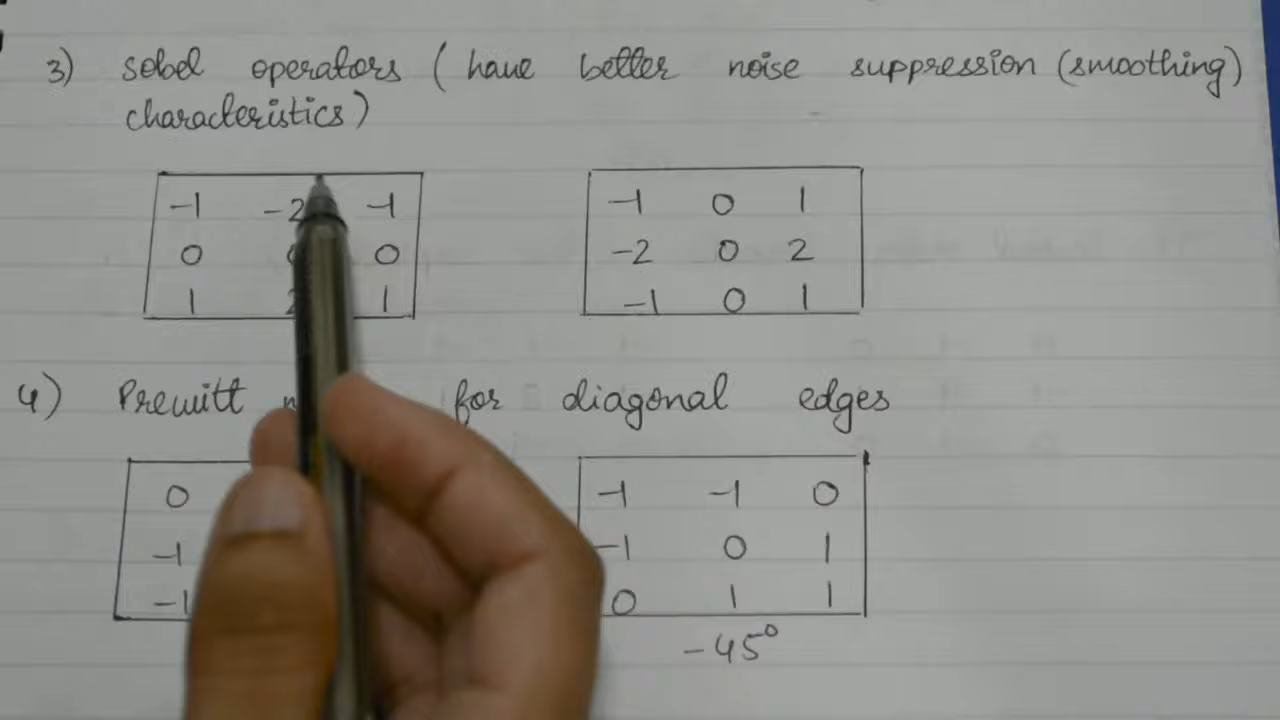 3) sobel operators (have better noise suppression (smoothing)
characteristics)
-1 -2 -1 -1 0 1
0 0 -2 0 2
1 2 1 -1 0 1
4) Prewitt for diagonal edges
0 -1 -1 0
-1 -1 0 1
-1 0 1 1
-45°